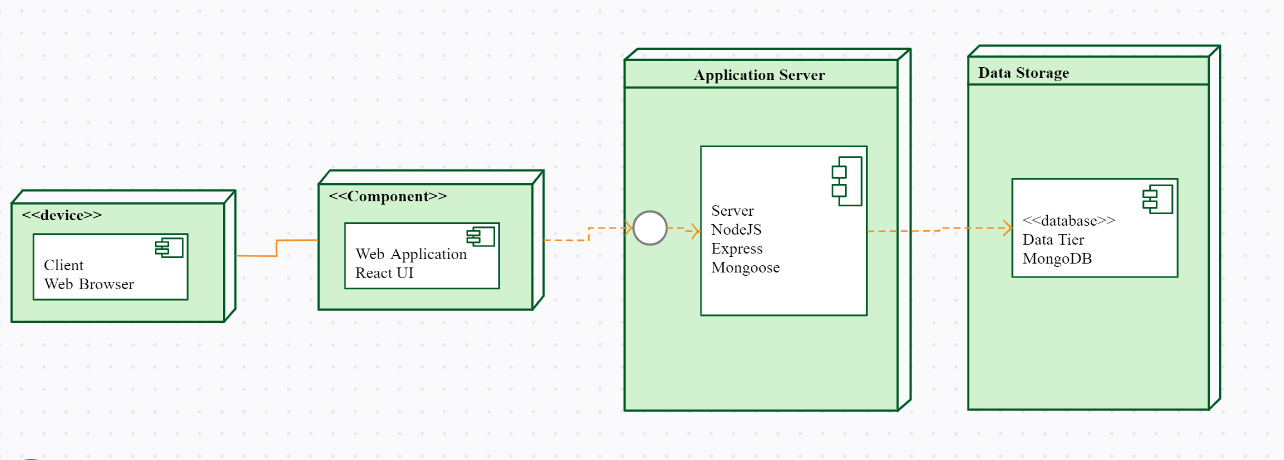 <<device>>
Client
Web Browser
<<Component>>
Web Application
React UI
Application Server
Server
NodeJS
Express
Mongoose
Data Storage
<<database>>
Data Tier
MongoDB